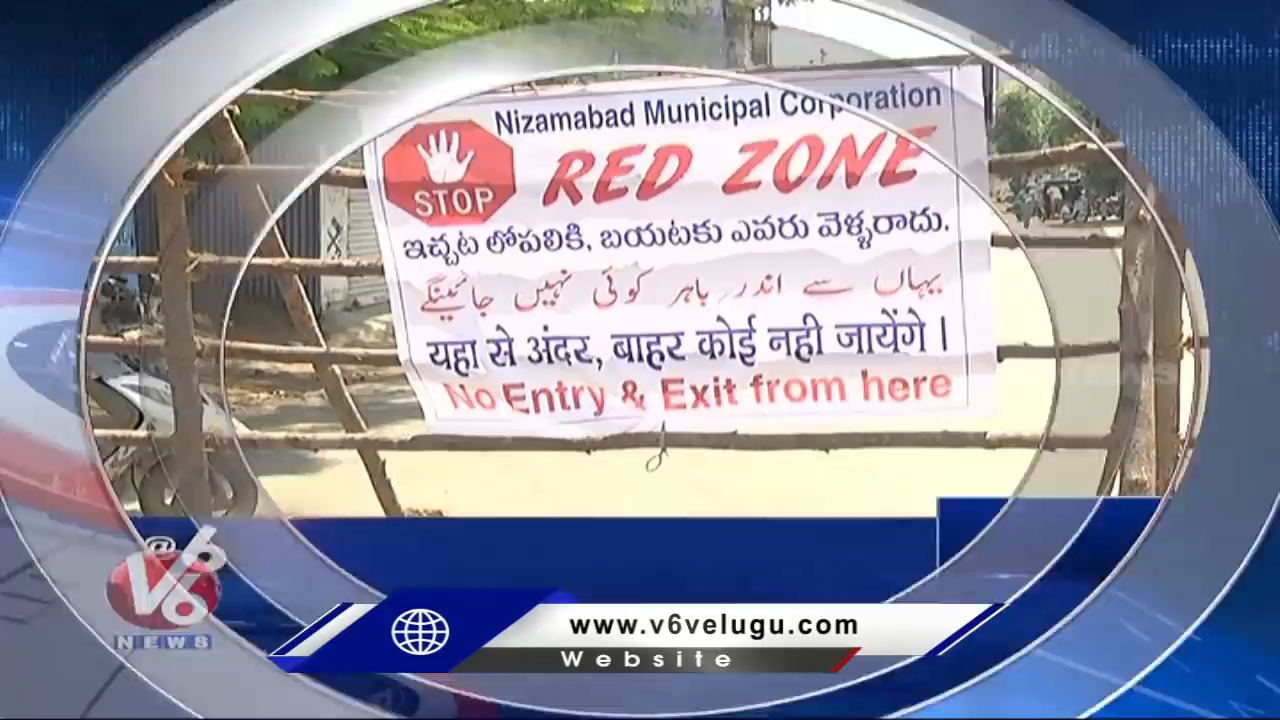 Nizamabad Municipal Corporation
STOP
RED ZONE
ఇచ్చట లోపలికి, బయటకు ఎవరు వెళ్ళరాదు.
یہاں سے اندر، باہر کوئی نہیں جائینگے
यहा से अंदर, बाहर कोई नही जायेंगे ।
No Entry & Exit from here
V6
NEWS
www.v6velugu.com
Website